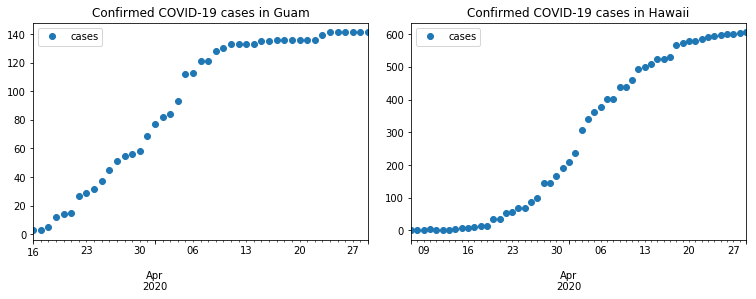 Confirmed COVID-19 cases in Guam
cases
140
120
100
80
60
40
20
0
16 23 30 06 13 20 27
Apr
2020
Confirmed COVID-19 cases in Hawaii
cases
600
500
400
300
200
100
0
09 16 23 30 06 13 20 27
Apr
2020